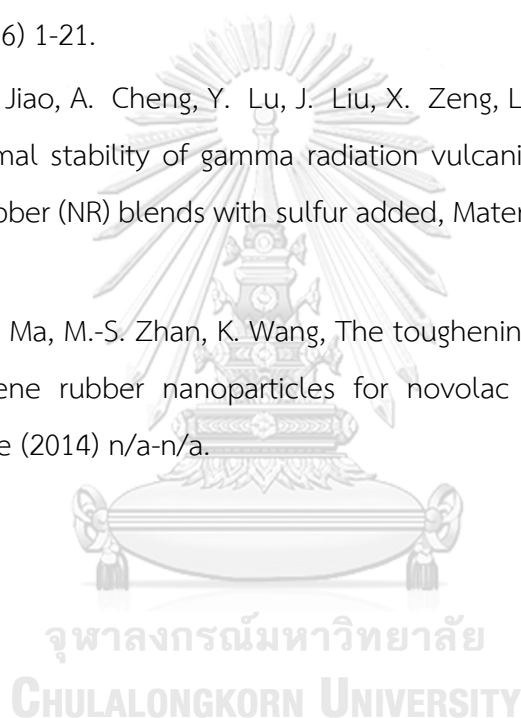 6) 1-21.
Jiao, A. Cheng, Y. Lu, J. Liu, X. Zeng, L
mal stability of gamma radiation vulcani
bber (NR) blends with sulfur added, Mater
Ma, M.-S. Zhan, K. Wang, The toughenin
ene rubber nanoparticles for novolac
e (2014) n/a-n/a.
จุฬาลงกรณ์มหาวิทยาลัย
CHULALONGKORN UNIVERSITY